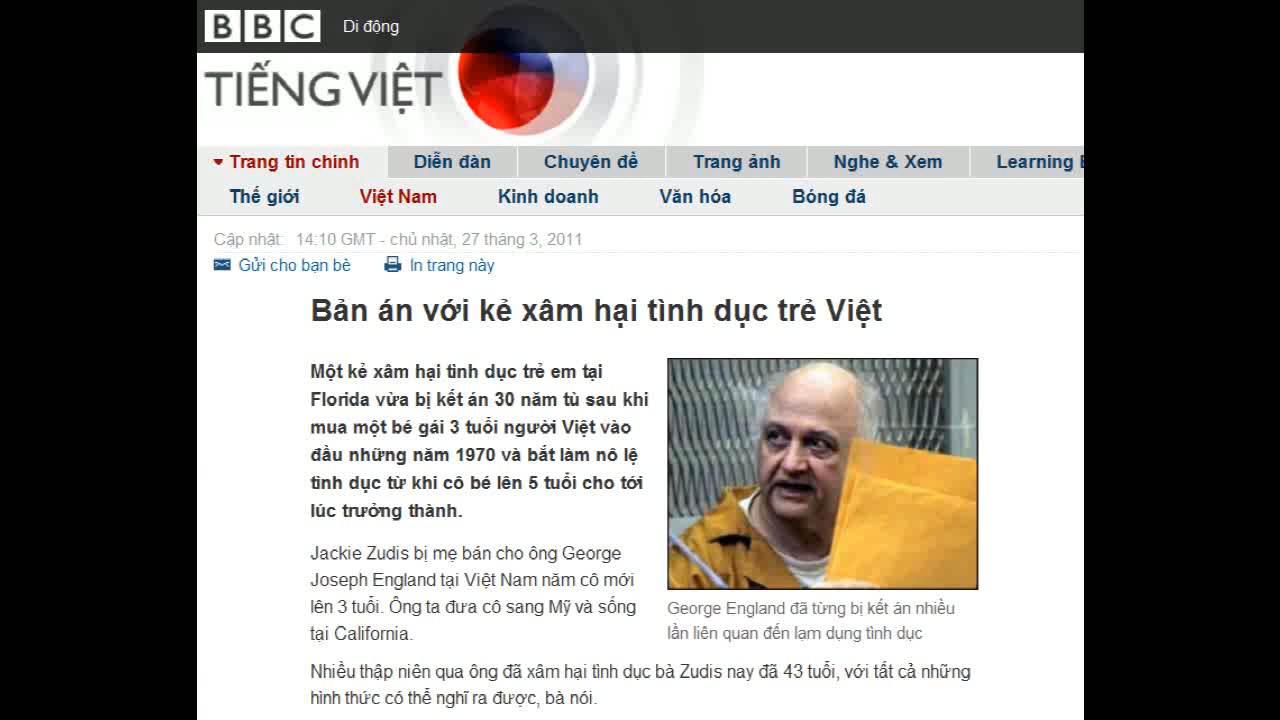 BBC Di động
TIẾNG VIỆT
Trang tin chính Diễn đàn Chuyên đề Trang ảnh Nghe & Xem Learning
Thế giới Việt Nam Kinh doanh Văn hóa Bóng đá
Cập nhật: 14:10 GMT - chủ nhật, 27 tháng 3, 2011
Gửi cho bạn bè In trang này
Bản án với kẻ xâm hại tình dục trẻ Việt
Một kẻ xâm hại tình dục trẻ em tại
Florida vừa bị kết án 30 năm tù sau khi
mua một bé gái 3 tuổi người Việt vào
đầu những năm 1970 và bắt làm nô lệ
tình dục từ khi cô bé lên 5 tuổi cho tới
lúc trưởng thành.
Jackie Zudis bị mẹ bán cho ông George
Joseph England tại Việt Nam năm cô mới
lên 3 tuổi. Ông ta đưa cô sang Mỹ và sống
tại California.
George England đã từng bị kết án nhiều
lần liên quan đến lạm dụng tình dục
Nhiều thập niên qua ông đã xâm hại tình dục bà Zudis nay đã 43 tuổi, với tất cả những
hình thức có thể nghĩ ra được, bà nói.